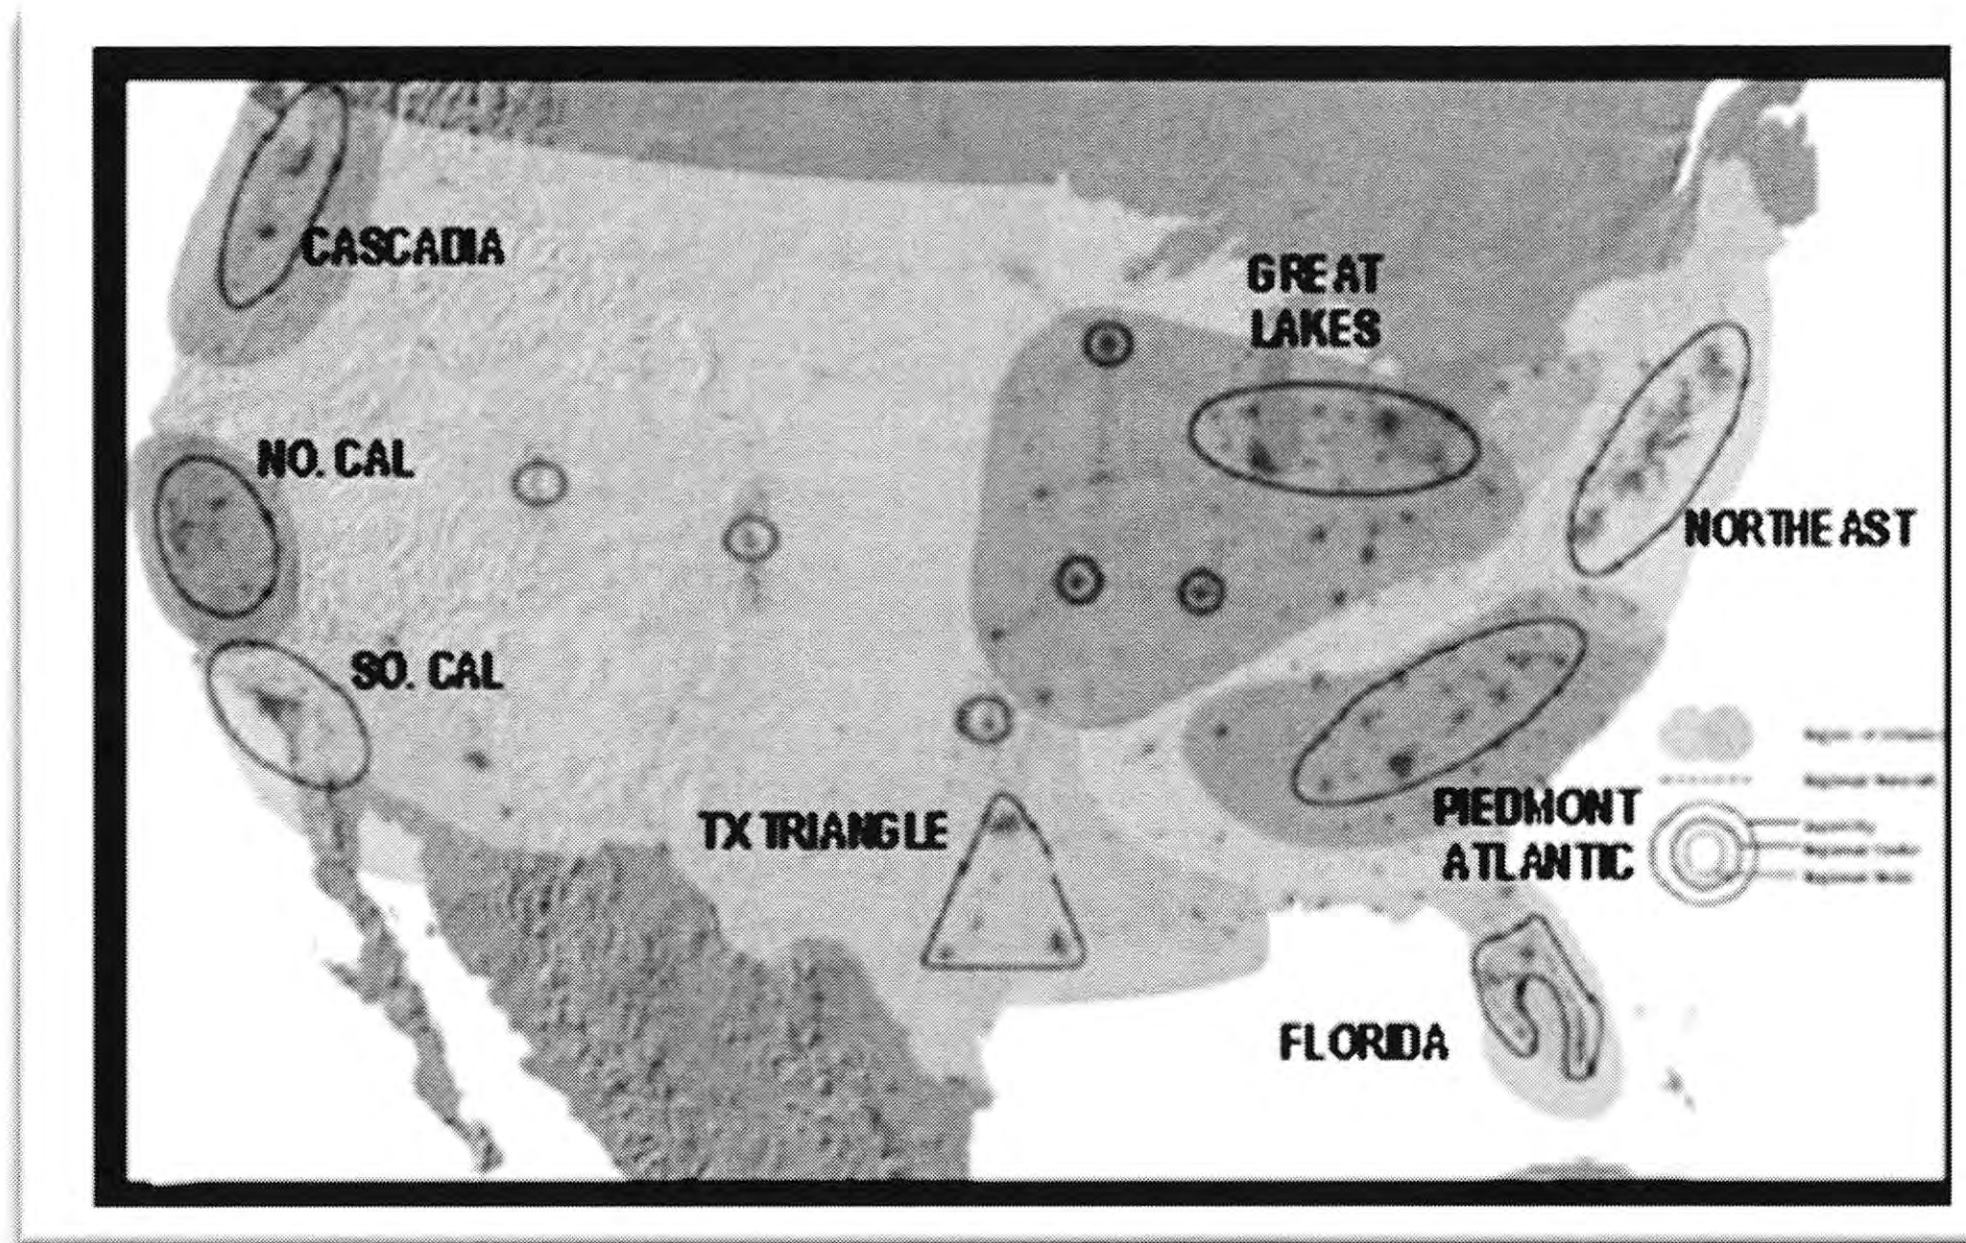 CASCADIA
GREAT
LAKES
NO. CAL
NORTHEAST
SO. CAL
TX TRIANGLE
PIEDMONT
ATLANTIC
FLORIDA